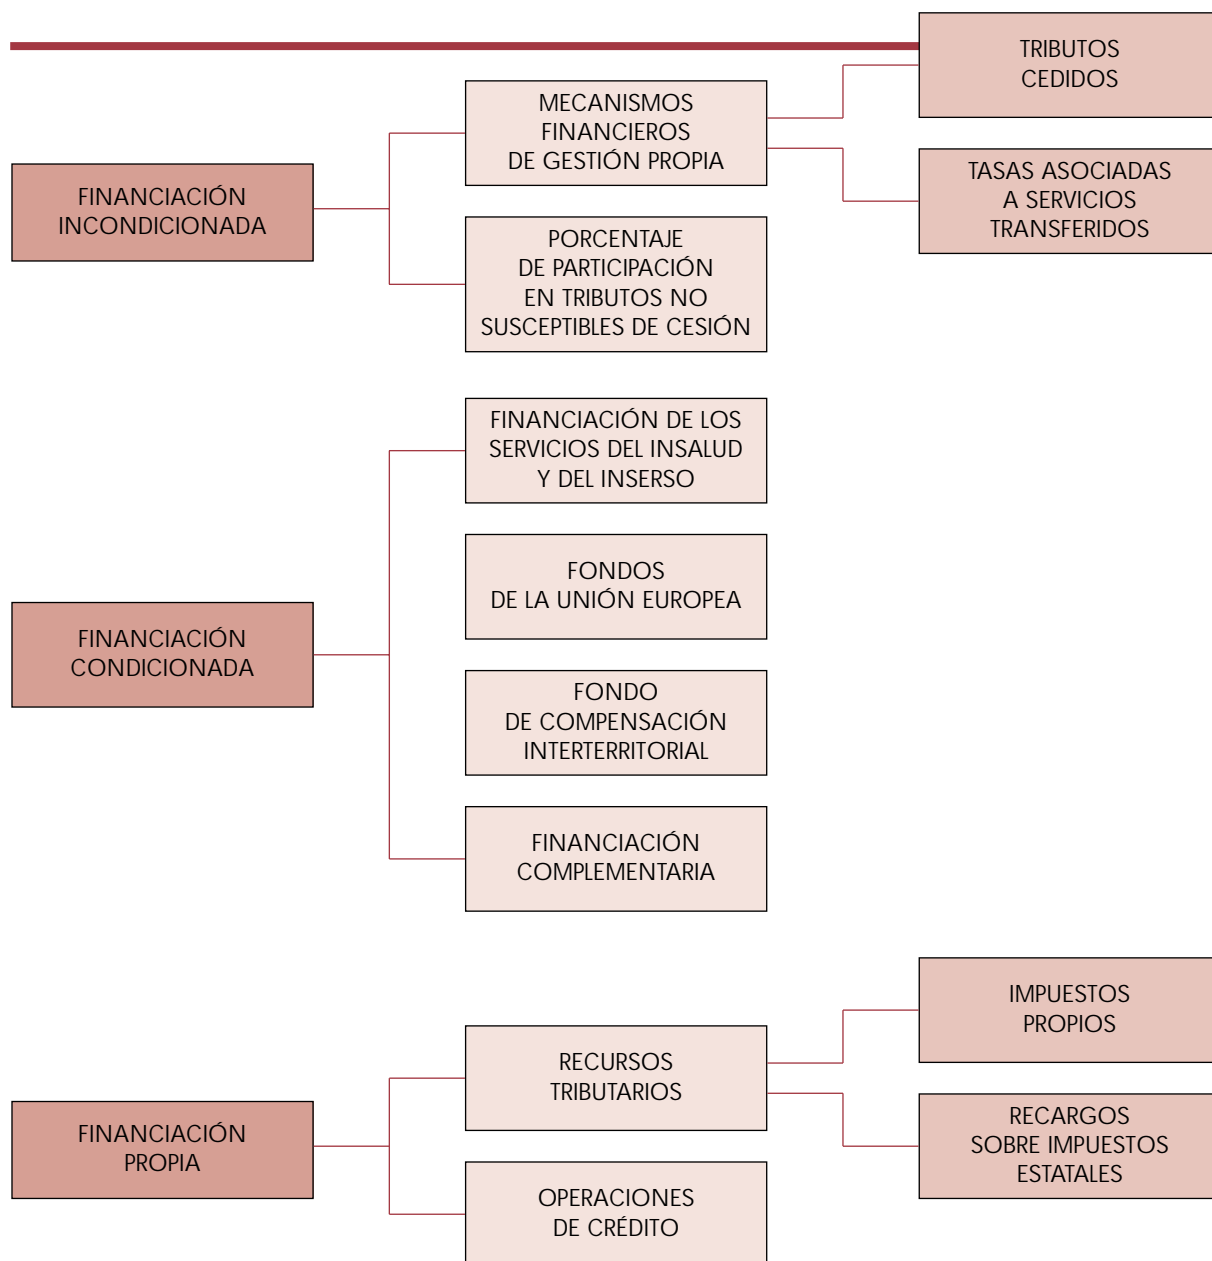 TRIBUTOS
CEDIDOS
MECANISMOS
FINANCIEROS
DE GESTIÓN PROPIA
TASAS ASOCIADAS
A SERVICIOS
TRANSFERIDOS
FINANCIACIÓN
INCONDICIONADA
PORCENTAJE
DE PARTICIPACIÓN
EN TRIBUTOS NO
SUSCEPTIBLES DE CESIÓN
FINANCIACIÓN DE LOS
SERVICIOS DEL INSALUD
Y DEL INSERSO
FONDOS
DE LA UNIÓN EUROPEA
FINANCIACIÓN
CONDICIONADA
FONDO
DE COMPENSACIÓN
INTERTERRITORIAL
FINANCIACIÓN
COMPLEMENTARIA
IMPUESTOS
PROPIOS
RECURSOS
TRIBUTARIOS
RECARGOS
SOBRE IMPUESTOS
ESTATALES
FINANCIACIÓN
PROPIA
OPERACIONES
DE CRÉDITO